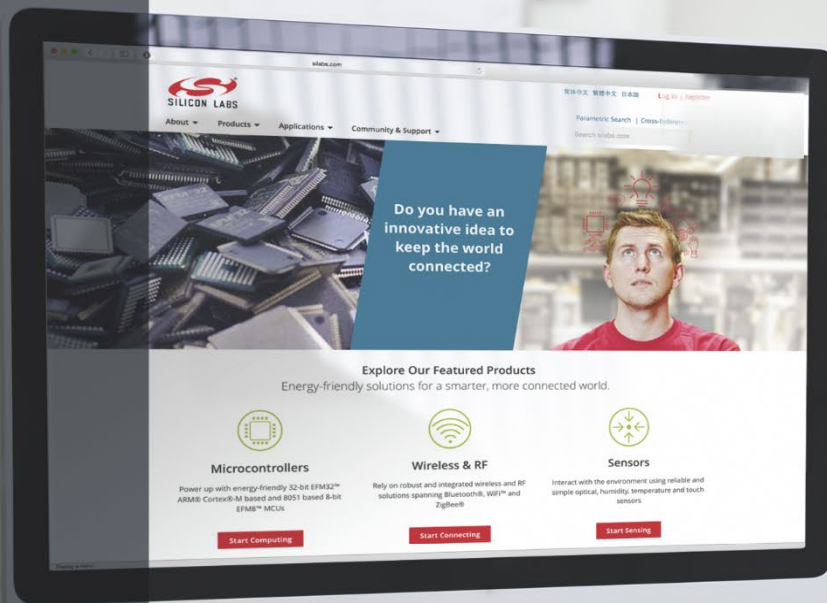 silabs.com
SILICON LABS
简体中文 繁體中文 日本語 Log In | Register
Parametric Search | Cross-Reference
Search silabs.com
About Products Applications Community & Support
Do you have an
innovative idea to
keep the world
connected?
Explore Our Featured Products
Energy-friendly solutions for a smarter, more connected world.
Microcontrollers
Power up with energy-friendly 32-bit EFM32™
ARM® Cortex®-M based and 8051 based 8-bit
EFM8™ MCUs
Start Computing
Wireless & RF
Rely on robust and integrated wireless and RF
solutions spanning Bluetooth®, WiFi™ and
ZigBee®
Start Connecting
Sensors
Interact with the environment using reliable and
simple optical, humidity, temperature and touch
sensors
Start Sensing
Display a menu